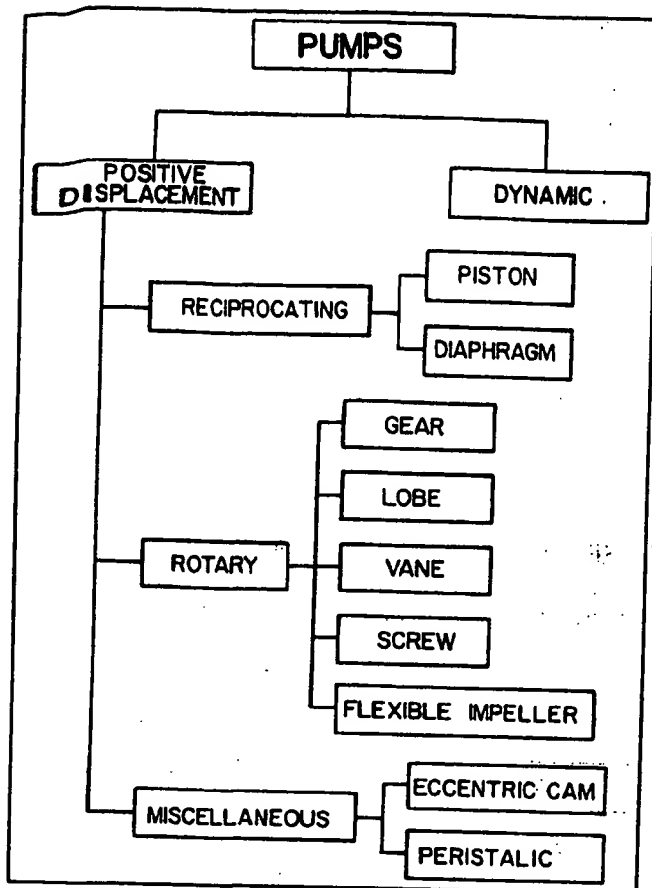 PUMPS
POSITIVE
DISPLACEMENT
DYNAMIC
RECIPROCATING
PISTON
DIAPHRAGM
GEAR
LOBE
ROTARY
VANE
SCREW
FLEXIBLE IMPELLER
MISCELLANEOUS
ECCENTRIC CAM
PERISTALIC